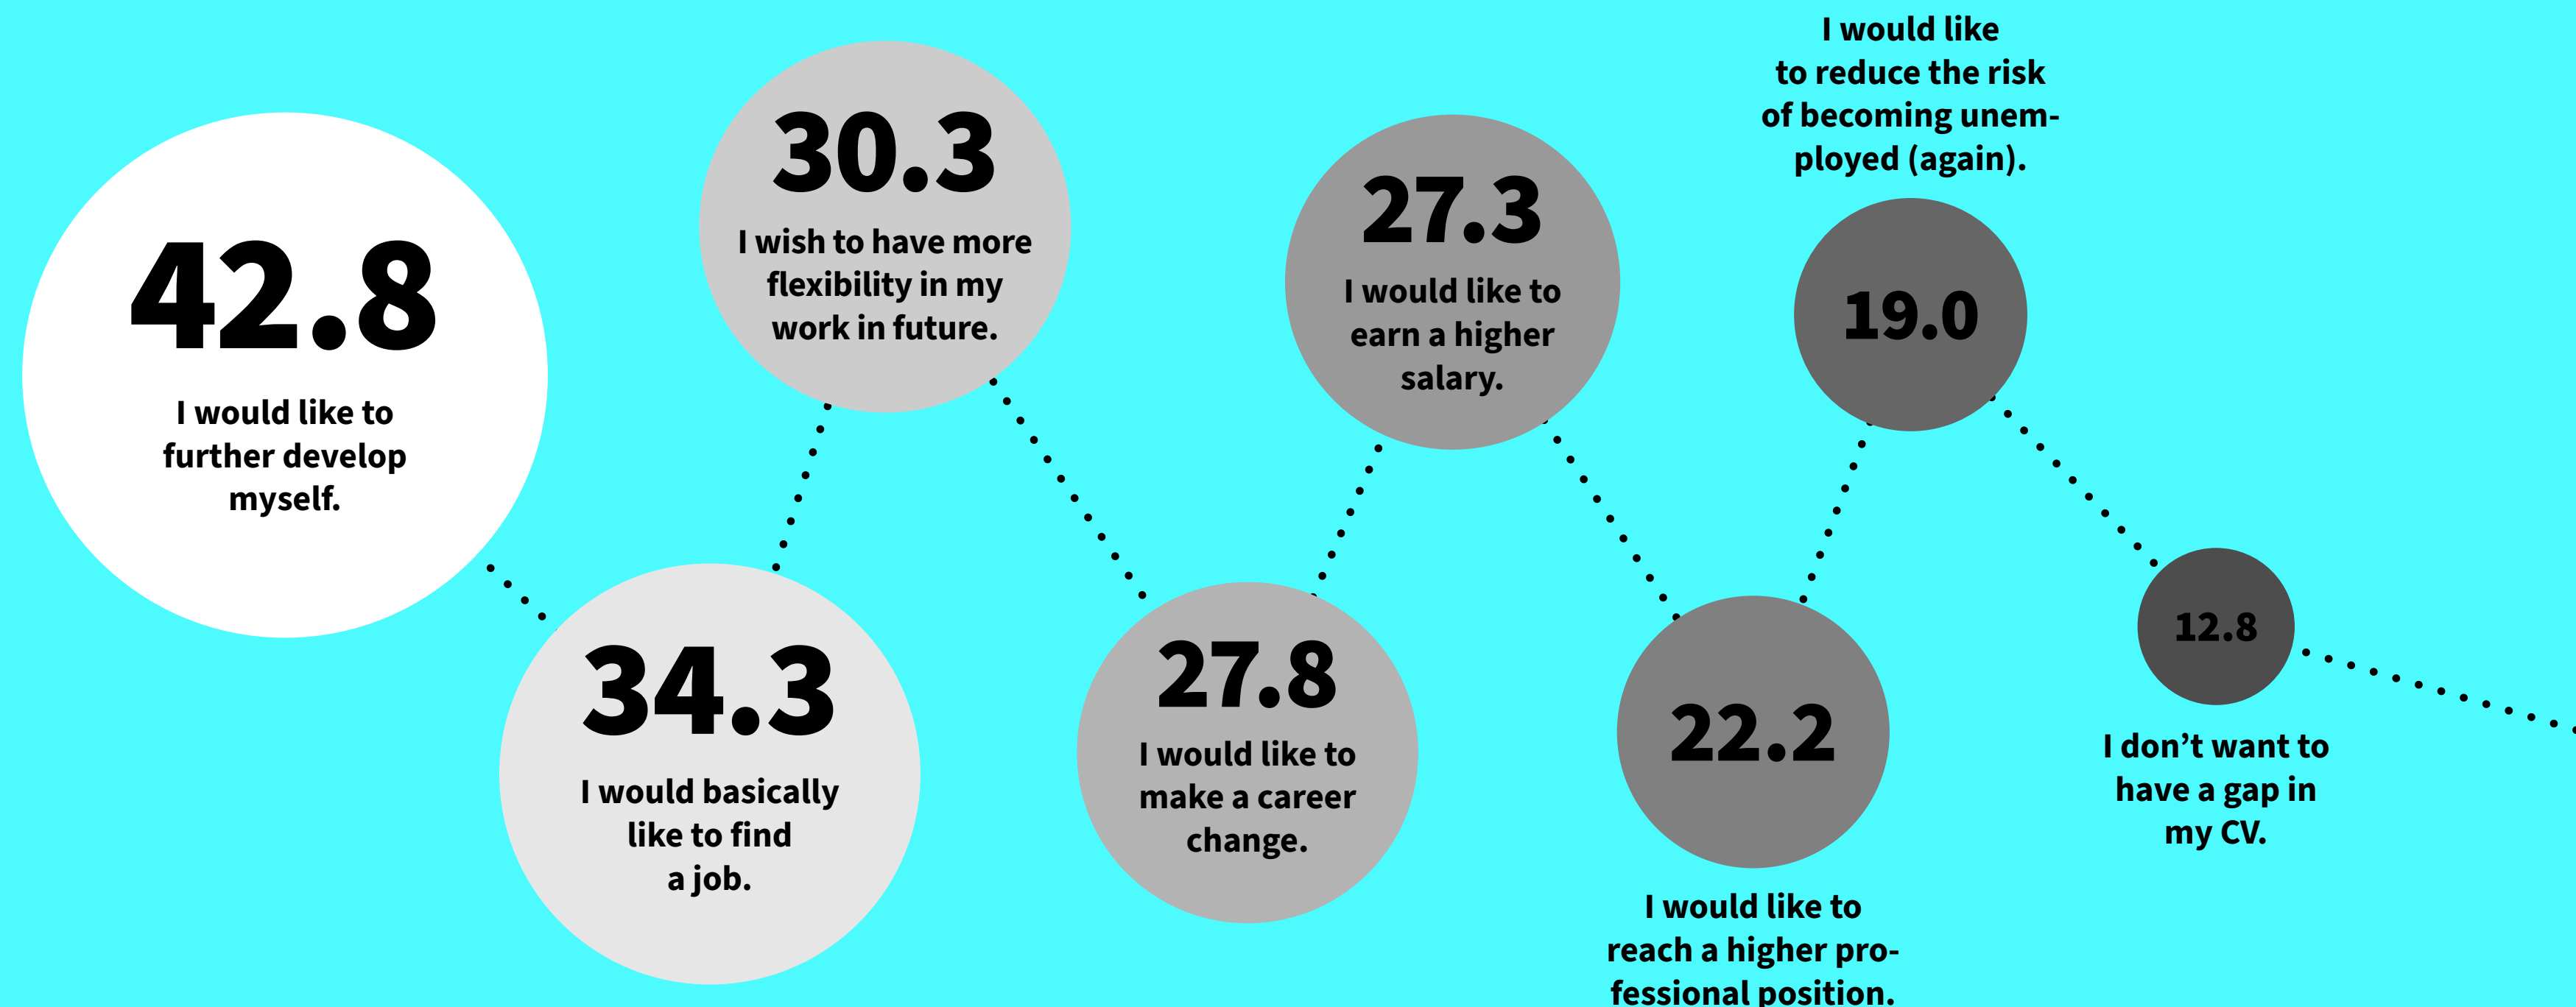 42.8
I would like to
further develop
myself.
34.3
I would basically
like to find
a job.
30.3
I wish to have more
flexibility in my
work in future.
27.8
I would like to
make a career
change.
27.3
I would like to
earn a higher
salary.
22.2
I would like to
reach a higher pro-
fessional position.
I would like
to reduce the risk
of becoming unem-
ployed (again).
19.0
12.8
I don’t want to
have a gap in
my CV.